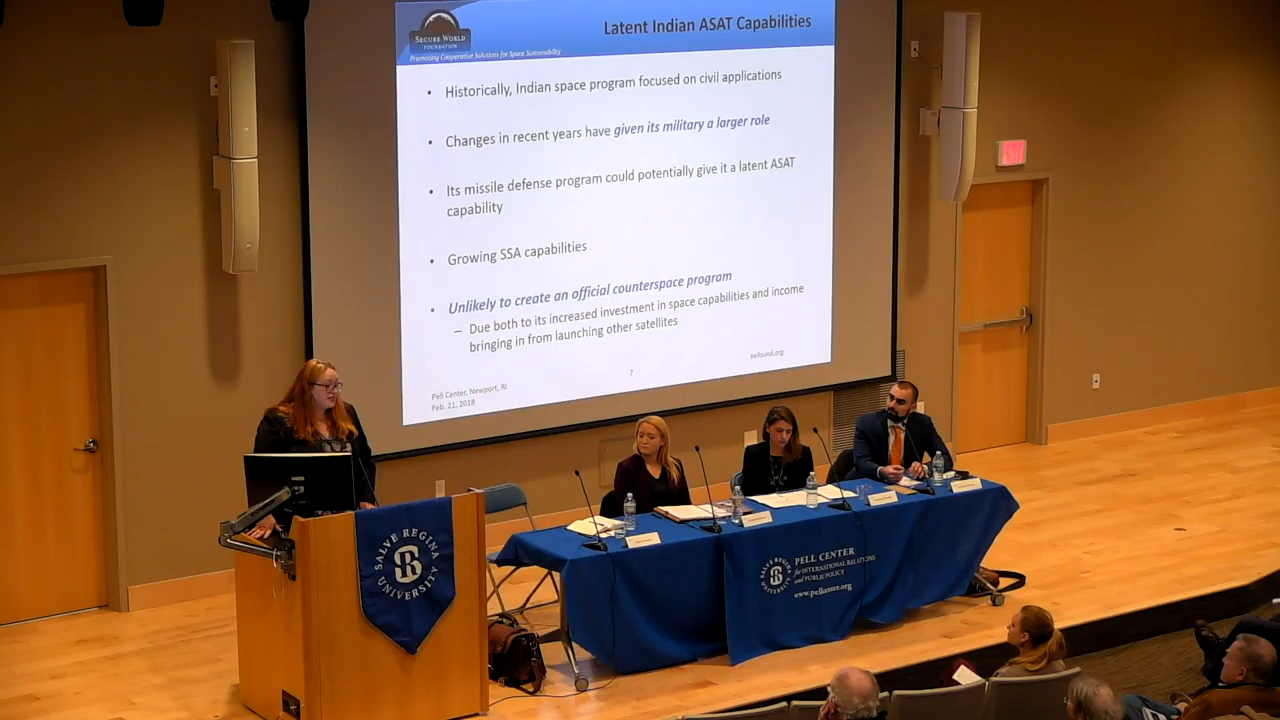 SECURE WORLD
FOUNDATION
Promoting Cooperative Solutions for Space Sustainability
Latent Indian ASAT Capabilities
• Historically, Indian space program focused on civil applications
• Changes in recent years have given its military a larger role
• Its missile defense program could potentially give it a latent ASAT
capability
• Growing SSA capabilities
• Unlikely to create an official counterspace program
– Due both to its increased investment in space capabilities and income
bringing in from launching other satellites
swfound.org
7
Pell Center, Newport, RI
Feb. 21, 2018
SALVE REGINA
UNIVERSITY
SALVE REGINA
UNIVERSITY
PELL CENTER
for INTERNATIONAL RELATIONS
and PUBLIC POLICY
www.pellcenter.org